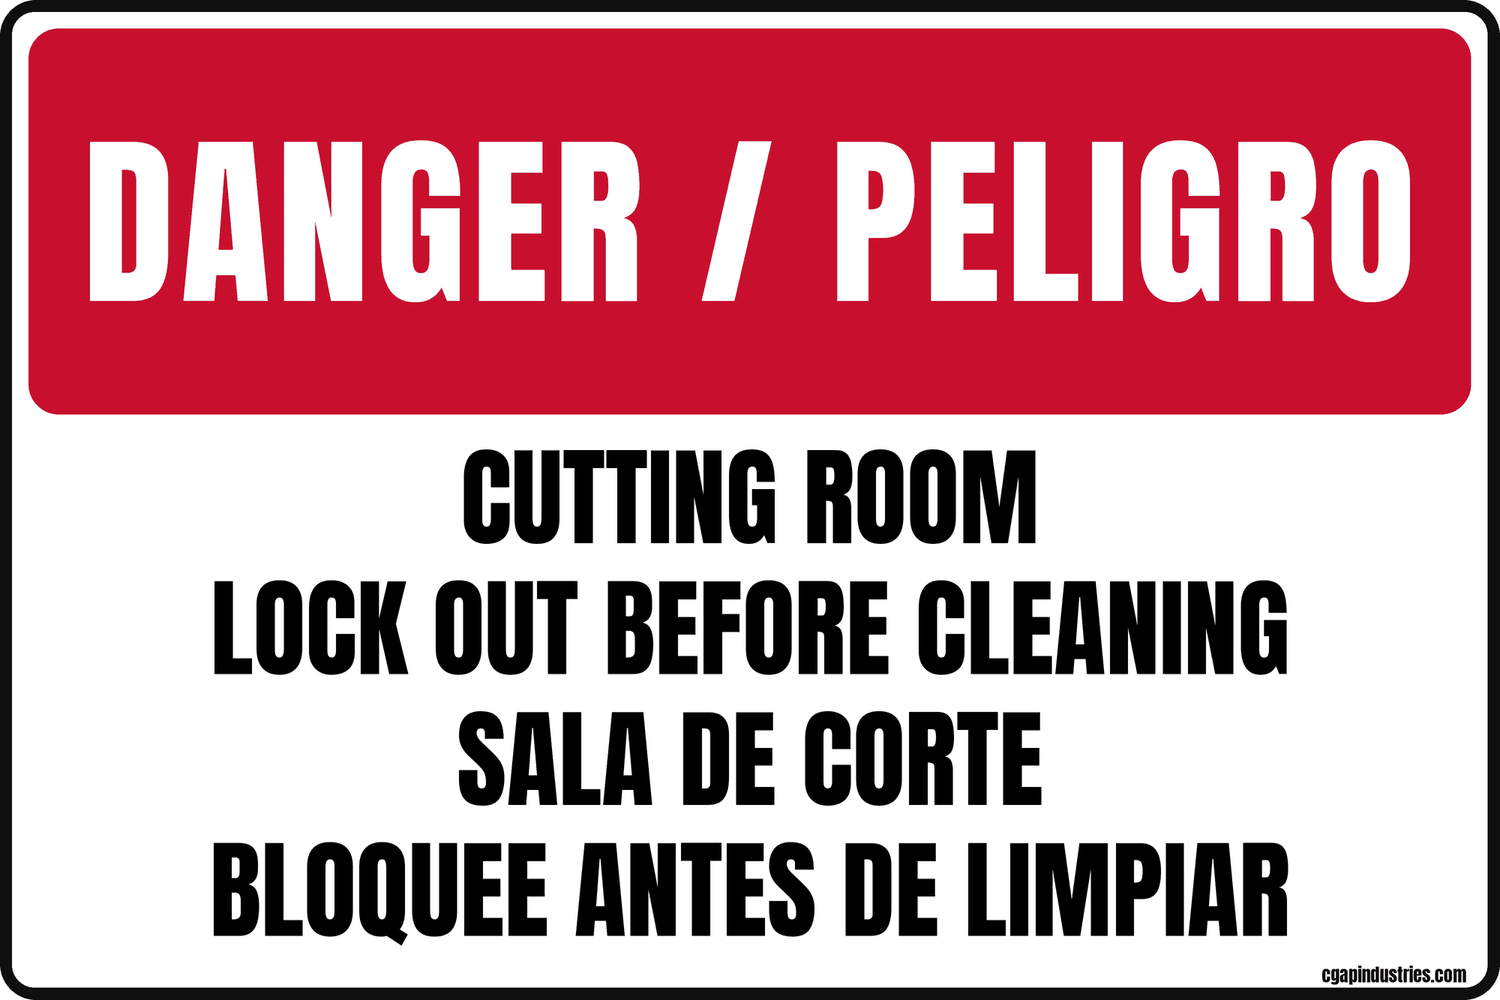 DANGER / PELIGRO
CUTTING ROOM
LOCK OUT BEFORE CLEANING
SALA DE CORTE
BLOQUEE ANTES DE LIMPIAR
cgapindustries.com